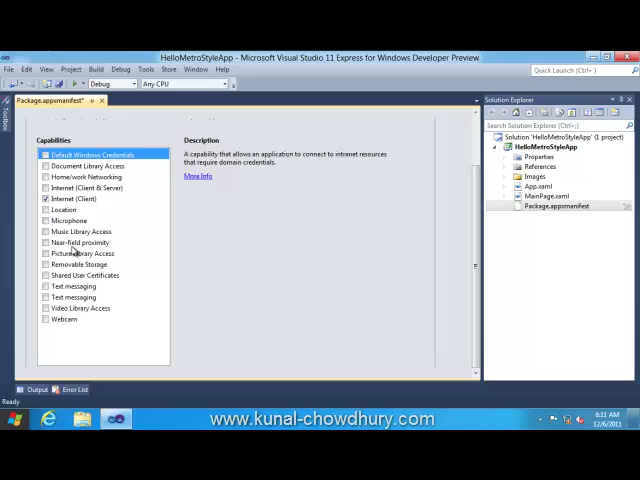 HelloMetroStyleApp - Microsoft Visual Studio 11 Express for Windows Developer Preview
File Edit View Project Build Debug Team Tools Store Window Help
Quick Launch (Ctrl+Q)
Debug Any CPU
Package.appxmanifest*
Toolbox
Capabilities
Default Windows Credentials
Document Library Access
Home/work Networking
Internet (Client & Server)
Internet (Client)
Location
Microphone
Music Library Access
Near-field proximity
Picture Library Access
Removable Storage
Shared User Certificates
Text messaging
Text messaging
Video Library Access
Webcam
Description
A capability that allows an application to connect to intranet resources
that require domain credentials.
More Info
Solution Explorer
Search Solution Explorer (Ctrl+;)
Solution 'HelloMetroStyleApp' (1 project)
HelloMetroStyleApp
Properties
References
Images
App.xaml
MainPage.xaml
Package.appxmanifest
Output Error List
Ready
www.kunal-chowdhury.com
6:11 AM
12/6/2011